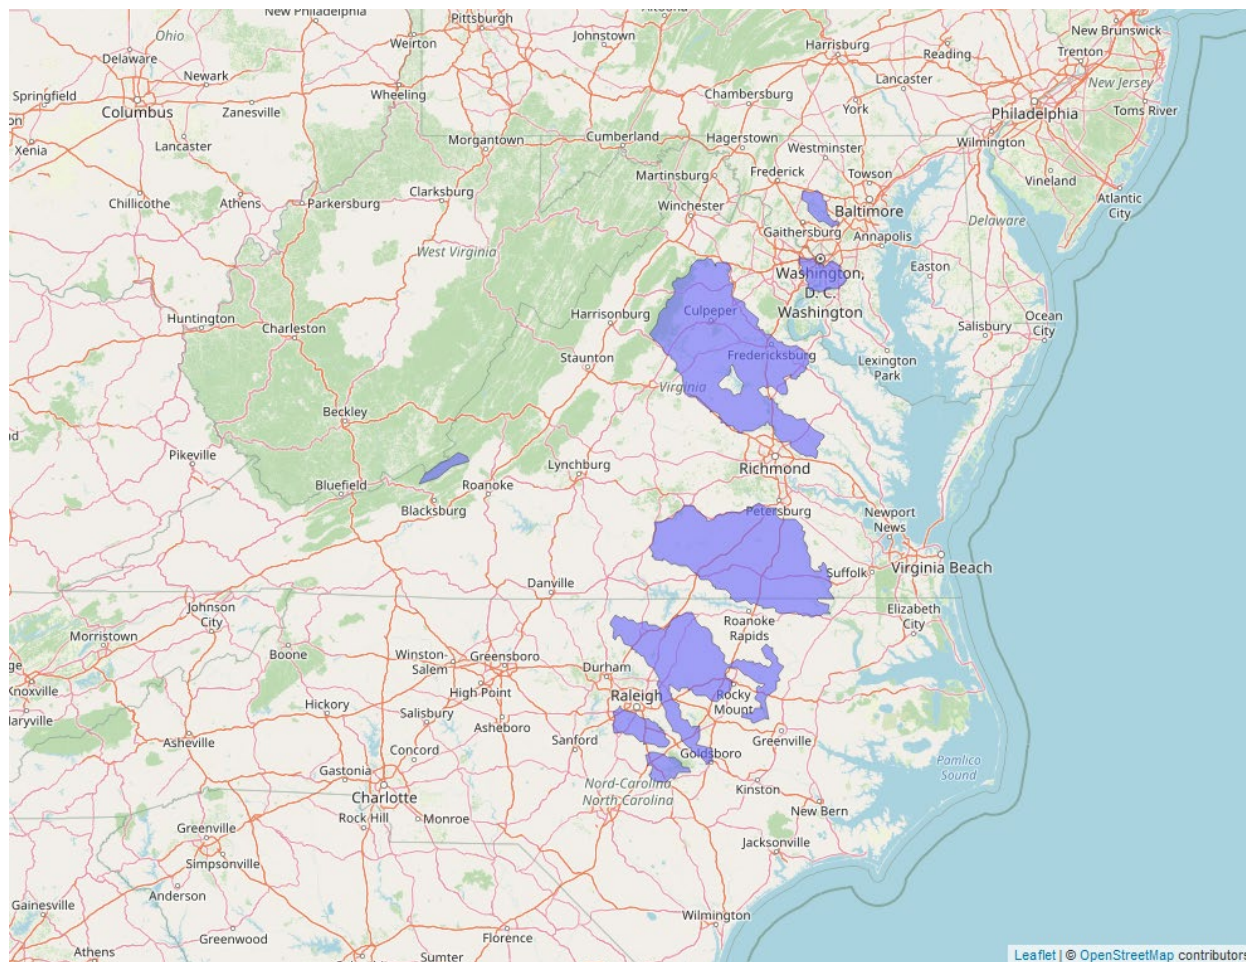 New Philadelphia
Pittsburgh
Altoona
New Brunswick
Ohio
Weirton
Johnstown
Harrisburg
Reading
Trenton
Delaware
Newark
Wheeling
Lancaster
New Jersey
Springfield
Columbus
Zanesville
Chambersburg
York
Philadelphia
Toms River
Xenia
Lancaster
Morgantown
Cumberland
Hagerstown
Westminster
Wilmington
Martinsburg
Frederick
Towson
Vineland
Chillicothe
Athens
Parkersburg
Clarksburg
Winchester
Baltimore
Delaware
Atlantic
City
Gaithersburg
Annapolis
West Virginia
Washington,
D. C.
Washington
Easton
Huntington
Charleston
Harrisonburg
Culpeper
Salisbury
Ocean
City
Staunton
Fredericksburg
Lexington
Park
Virginia
Beckley
Pikeville
Lynchburg
Richmond
Bluefield
Roanoke
Blacksburg
Petersburg
Newport
News
Suffolk
Virginia Beach
Danville
Johnson
City
Roanoke
Rapids
Elizabeth
City
Morristown
Boone
Winston-
Salem
Greensboro
Durham
Knoxville
High Point
Raleigh
Rocky
Mount
Maryville
Hickory
Salisbury
Asheboro
Asheville
Sanford
Greenville
Concord
Goldsboro
Pamlico
Sound
Gastonia
Nord-Carolina
North Carolina
Kinston
Charlotte
New Bern
Rock Hill
Monroe
Greenville
Jacksonville
Simpsonville
Anderson
Gainesville
Wilmington
Greenwood
Florence
Athens
Sumter
Leaflet | © OpenStreetMap contributors